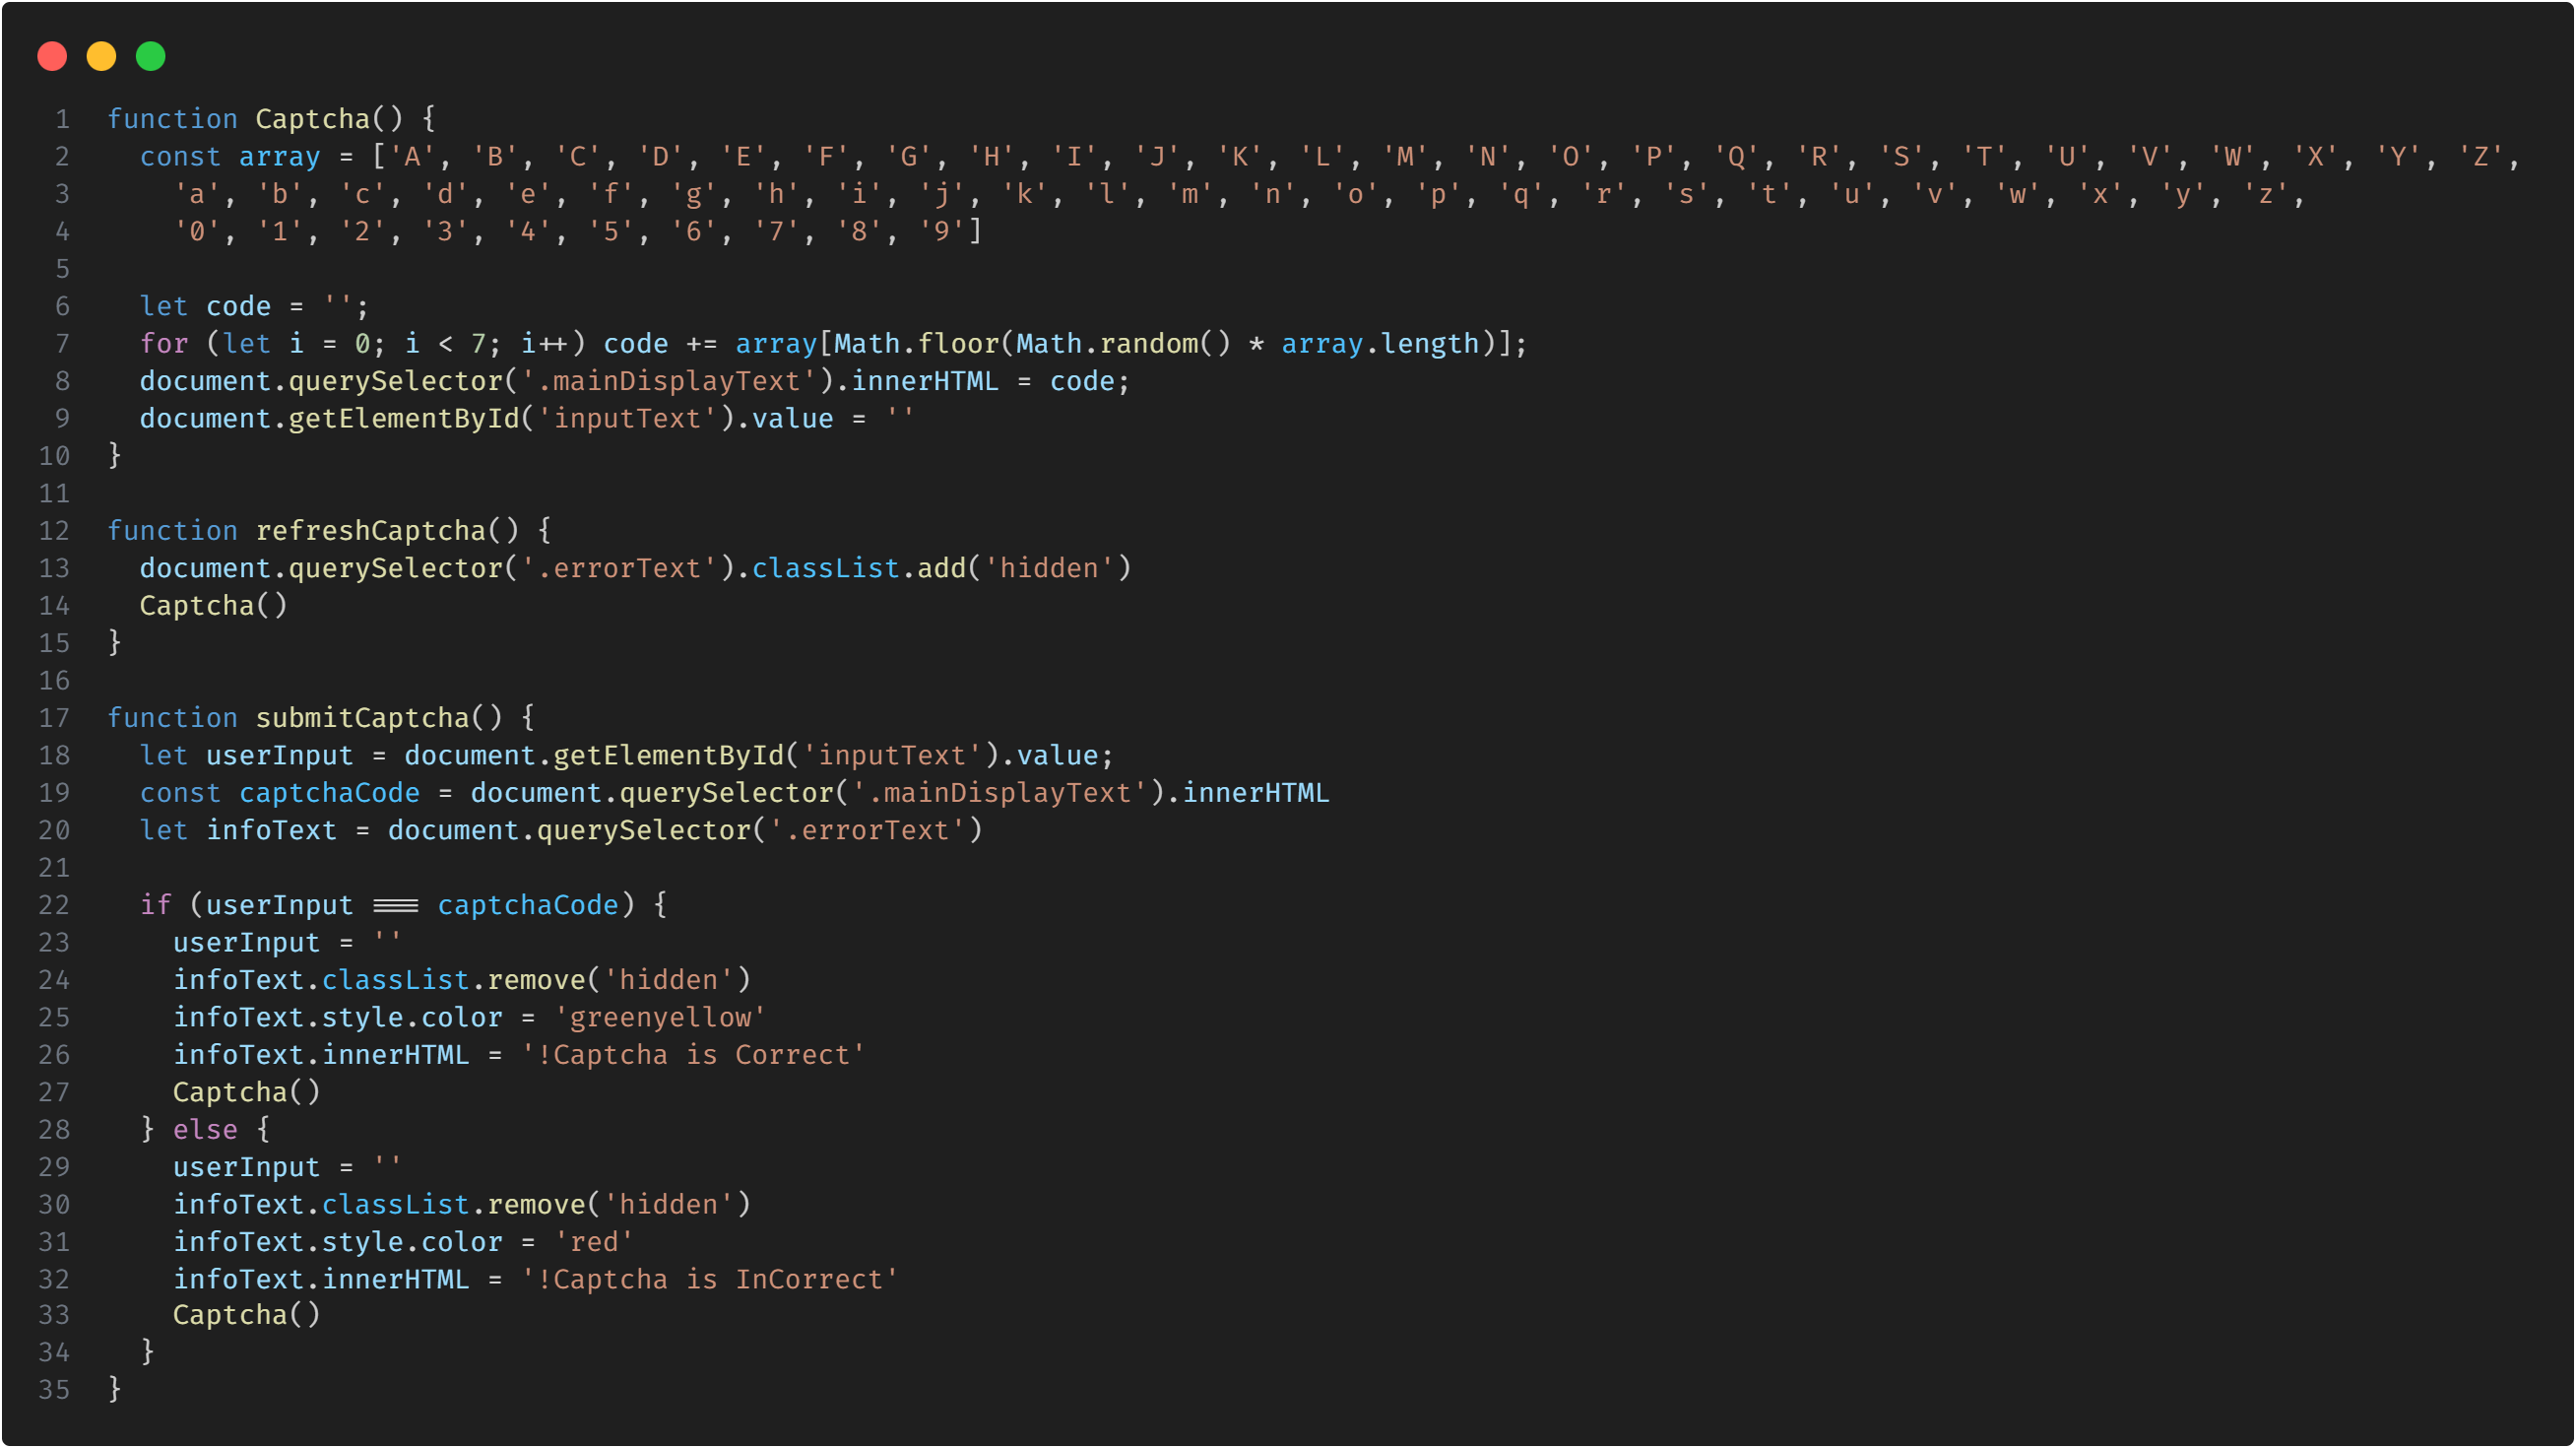 1 function Captcha() {
2   const array = ['A', 'B', 'C', 'D', 'E', 'F', 'G', 'H', 'I', 'J', 'K', 'L', 'M', 'N', 'O', 'P', 'Q', 'R', 'S', 'T', 'U', 'V', 'W', 'X', 'Y', 'Z',
3     'a', 'b', 'c', 'd', 'e', 'f', 'g', 'h', 'i', 'j', 'k', 'l', 'm', 'n', 'o', 'p', 'q', 'r', 's', 't', 'u', 'v', 'w', 'x', 'y', 'z',
4     '0', '1', '2', '3', '4', '5', '6', '7', '8', '9']
5
6   let code = '';
7   for (let i = 0; i < 7; i++) code += array[Math.floor(Math.random() * array.length)];
8   document.querySelector('.mainDisplayText').innerHTML = code;
9   document.getElementById('inputText').value = ''
10 }
11
12 function refreshCaptcha() {
13   document.querySelector('.errorText').classList.add('hidden')
14   Captcha()
15 }
16
17 function submitCaptcha() {
18   let userInput = document.getElementById('inputText').value;
19   const captchaCode = document.querySelector('.mainDisplayText').innerHTML
20   let infoText = document.querySelector('.errorText')
21
22   if (userInput === captchaCode) {
23     userInput = ''
24     infoText.classList.remove('hidden')
25     infoText.style.color = 'greenyellow'
26     infoText.innerHTML = '!Captcha is Correct'
27     Captcha()
28   } else {
29     userInput = ''
30     infoText.classList.remove('hidden')
31     infoText.style.color = 'red'
32     infoText.innerHTML = '!Captcha is InCorrect'
33     Captcha()
34   }
35 }